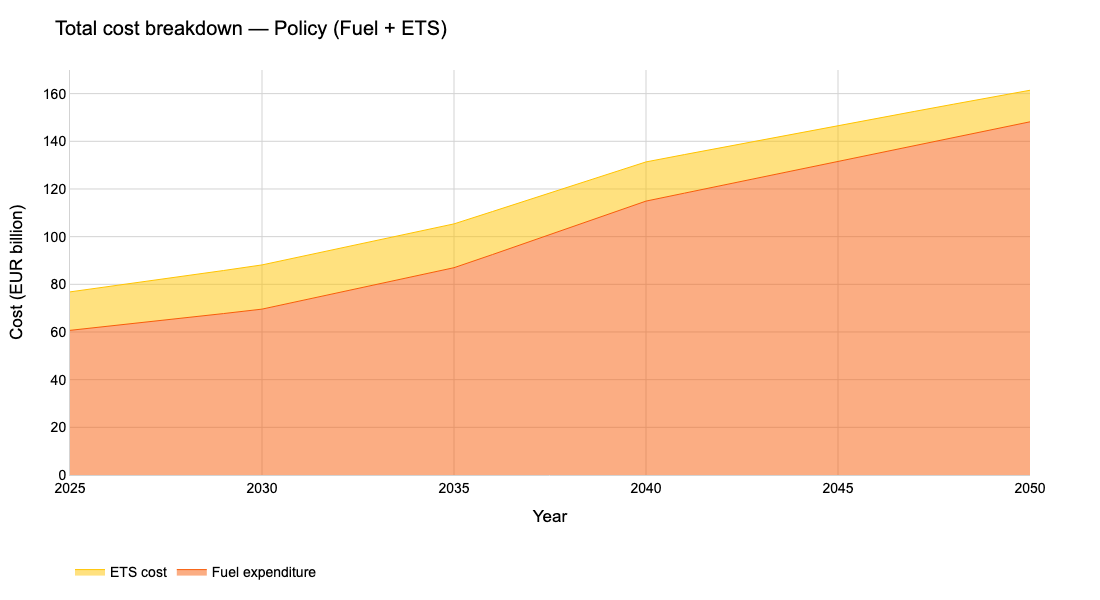 Total cost breakdown — Policy (Fuel + ETS)
Cost (EUR billion)
160
140
120
100
80
60
40
20
0
2025 2030 2035 2040 2045 2050
Year
ETS cost Fuel expenditure